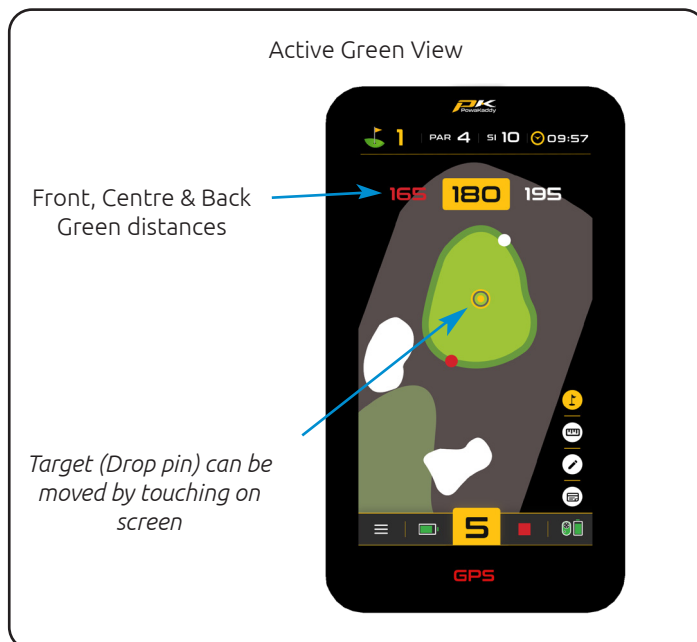 Active Green View
PK
PowaKaddy
1 PAR 4 SI 10 09:57
Front, Centre & Back
Green distances
165 180 195
Target (Drop pin) can be
moved by touching on
screen
5
GPS